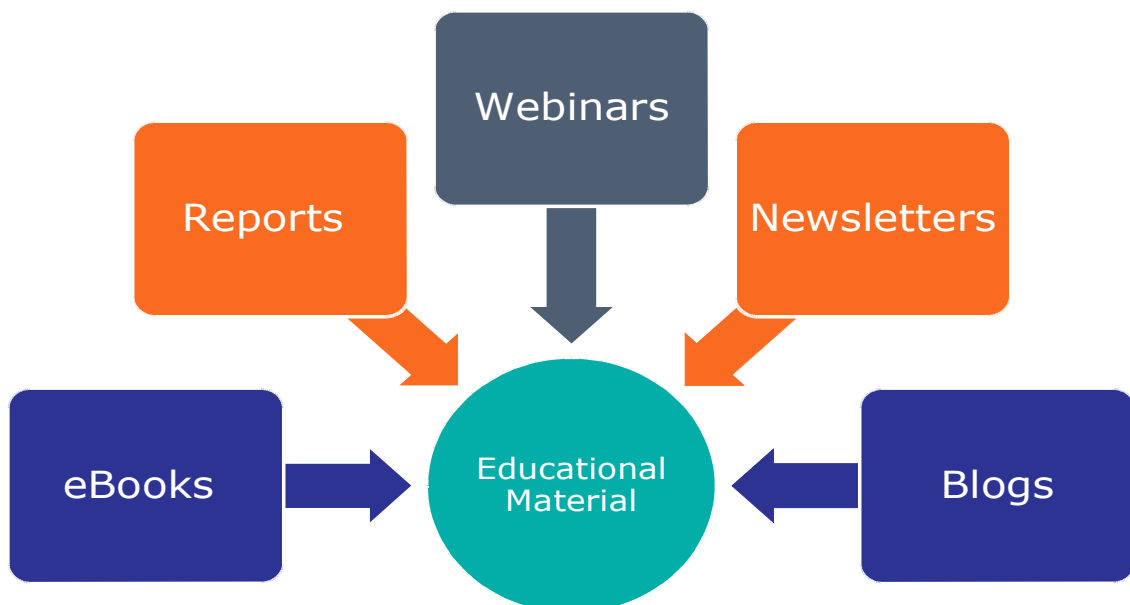 Webinars
Reports
Newsletters
eBooks
Educational
Material
Blogs